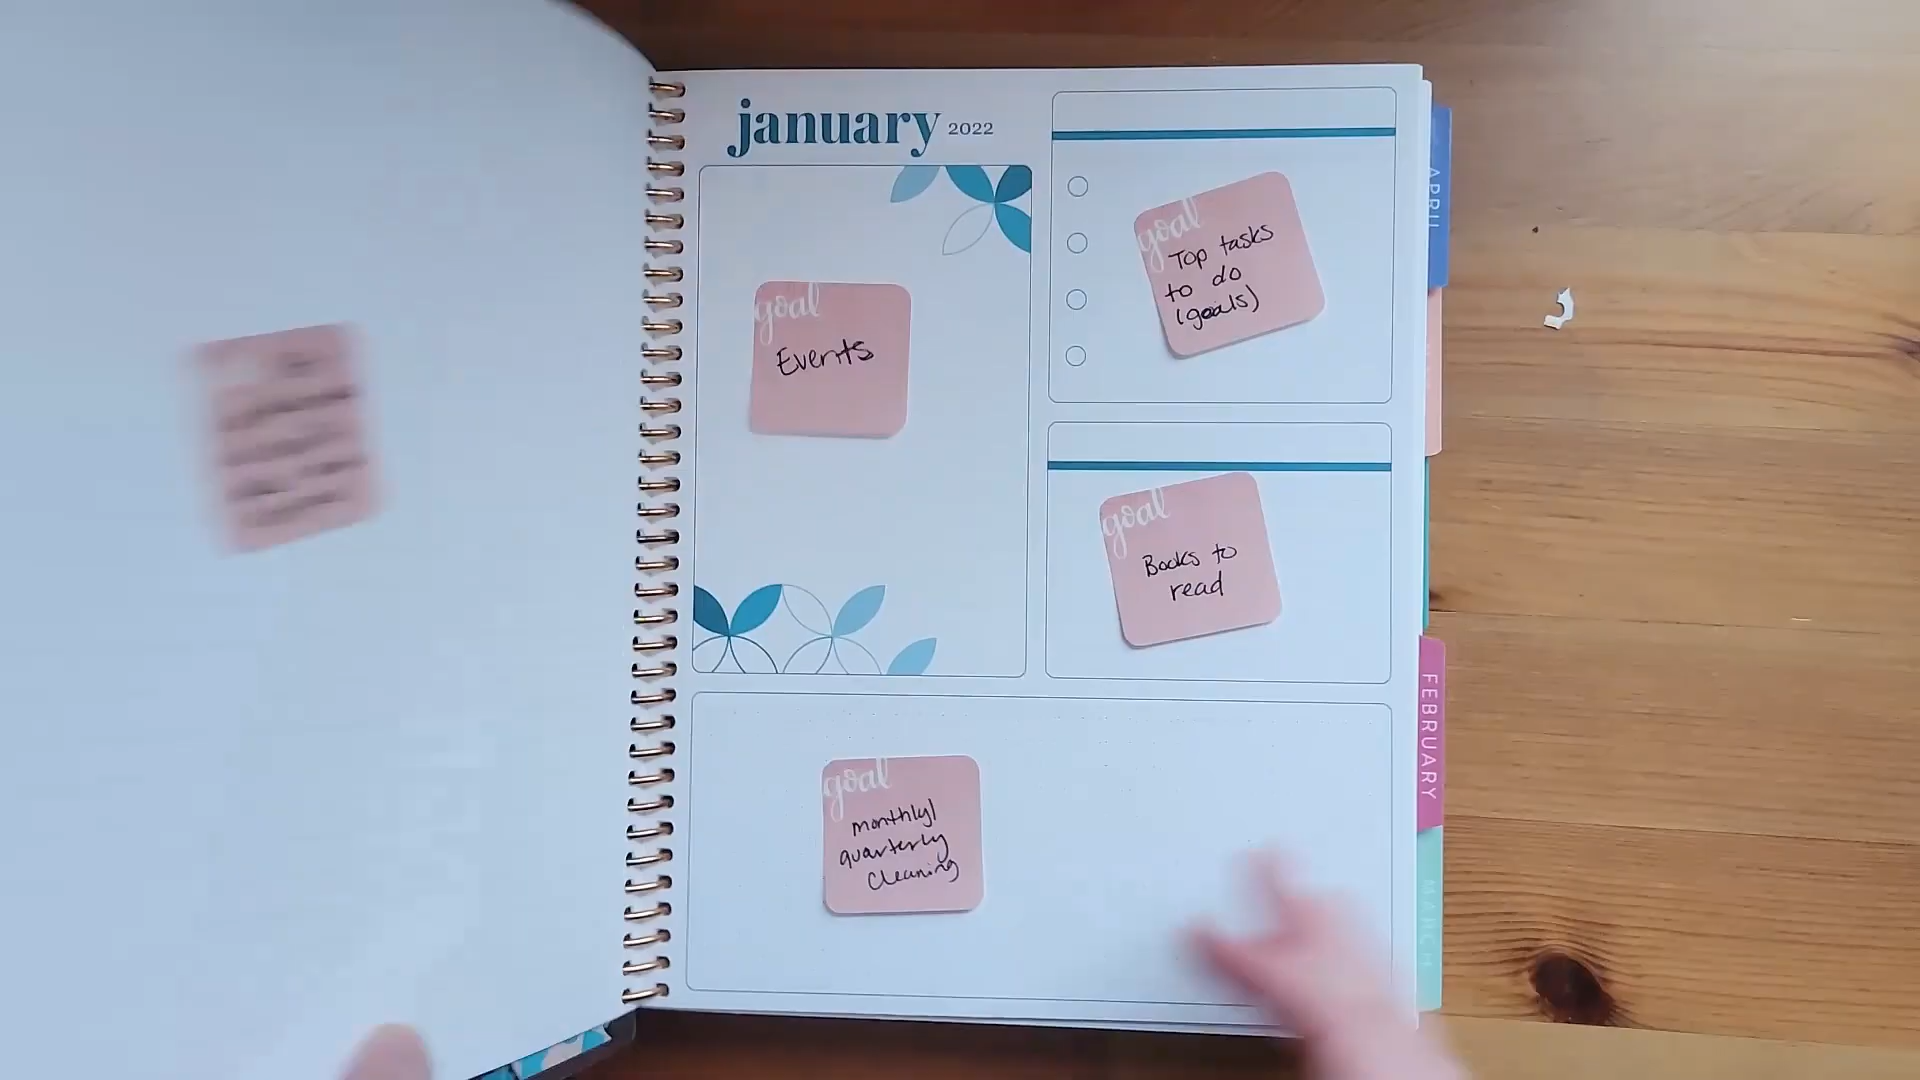 january 2022
goal
Events
goal
Top tasks
to do
(goals)
goal
Books to
read
goal
monthly/
quarterly
cleaning
APRIL
FEBRUARY
MARCH